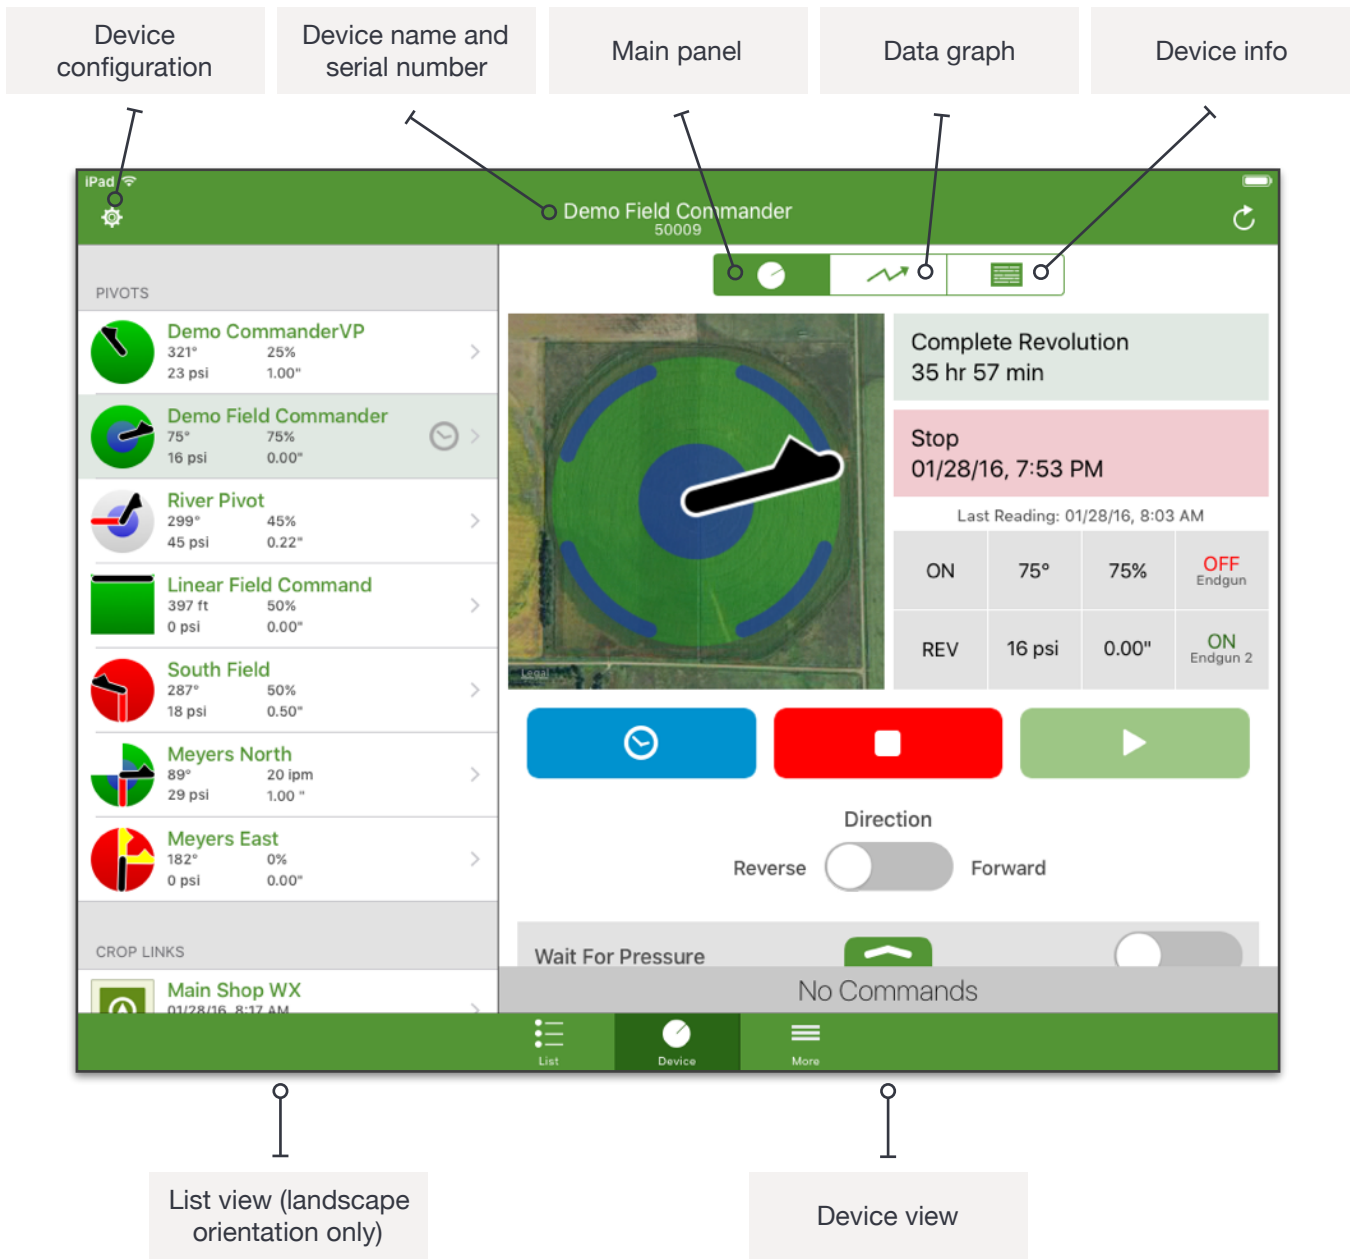 Device
configuration
Device name and
serial number
Main panel
Data graph
Device info
iPad
Demo Field Commander
50009
PIVOTS
Demo CommanderVP
321° 25%
23 psi 1.00"
Demo Field Commander
75° 75%
16 psi 0.00"
River Pivot
299° 45%
45 psi 0.22"
Linear Field Command
397 ft 50%
0 psi 0.00"
South Field
287° 50%
18 psi 0.50"
Meyers North
89° 20 ipm
29 psi 1.00 "
Meyers East
182° 0%
0 psi 0.00"
CROP LINKS
Main Shop WX
01/28/16, 8:17 AM
Legal
Complete Revolution
35 hr 57 min
Stop
01/28/16, 7:53 PM
Last Reading: 01/28/16, 8:03 AM
ON 75° 75% OFF
Endgun
REV 16 psi 0.00" ON
Endgun 2
Direction
Reverse Forward
Wait For Pressure
No Commands
List Device More
List view (landscape
orientation only)
Device view